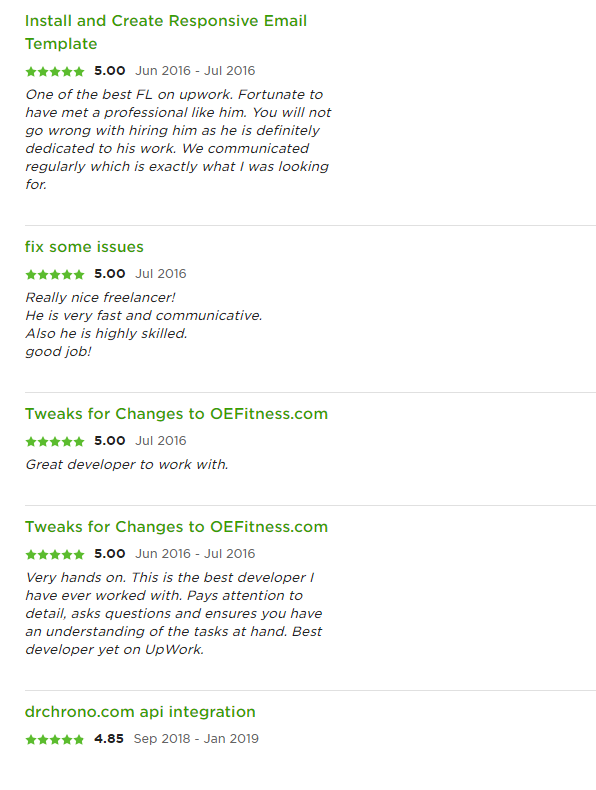 Install and Create Responsive Email
Template
5.00 Jun 2016 - Jul 2016
One of the best FL on upwork. Fortunate to
have met a professional like him. You will not
go wrong with hiring him as he is definitely
dedicated to his work. We communicated
regularly which is exactly what I was looking
for.
fix some issues
5.00 Jul 2016
Really nice freelancer!
He is very fast and communicative.
Also he is highly skilled.
good job!
Tweaks for Changes to OEFitness.com
5.00 Jul 2016
Great developer to work with.
Tweaks for Changes to OEFitness.com
5.00 Jun 2016 - Jul 2016
Very hands on. This is the best developer I
have ever worked with. Pays attention to
detail, asks questions and ensures you have
an understanding of the tasks at hand. Best
developer yet on UpWork.
drchrono.com api integration
4.85 Sep 2018 - Jan 2019